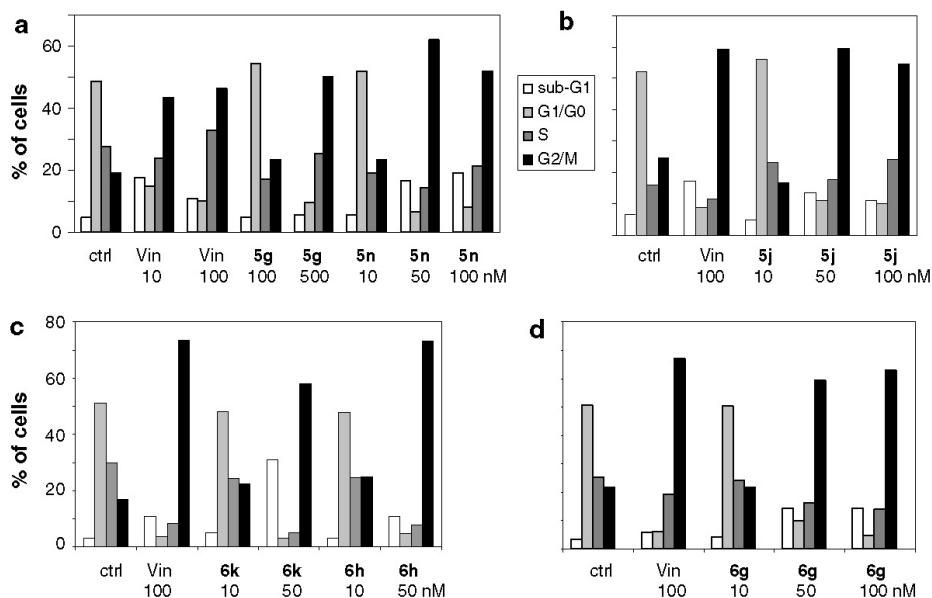 a
% of cells
60
40
20
0
ctrl Vin Vin 5g 5g 5n 5n 5n
10 100 100 500 10 50 100 nM
sub-G1
G1/G0
S
G2/M
b
ctrl Vin 5j 5j 5j
100 10 50 100 nM
c
% of cells
80
60
40
20
0
ctrl Vin 6k 6k 6h 6h
100 10 50 10 50 nM
d
ctrl Vin 6g 6g 6g
100 10 50 100 nM